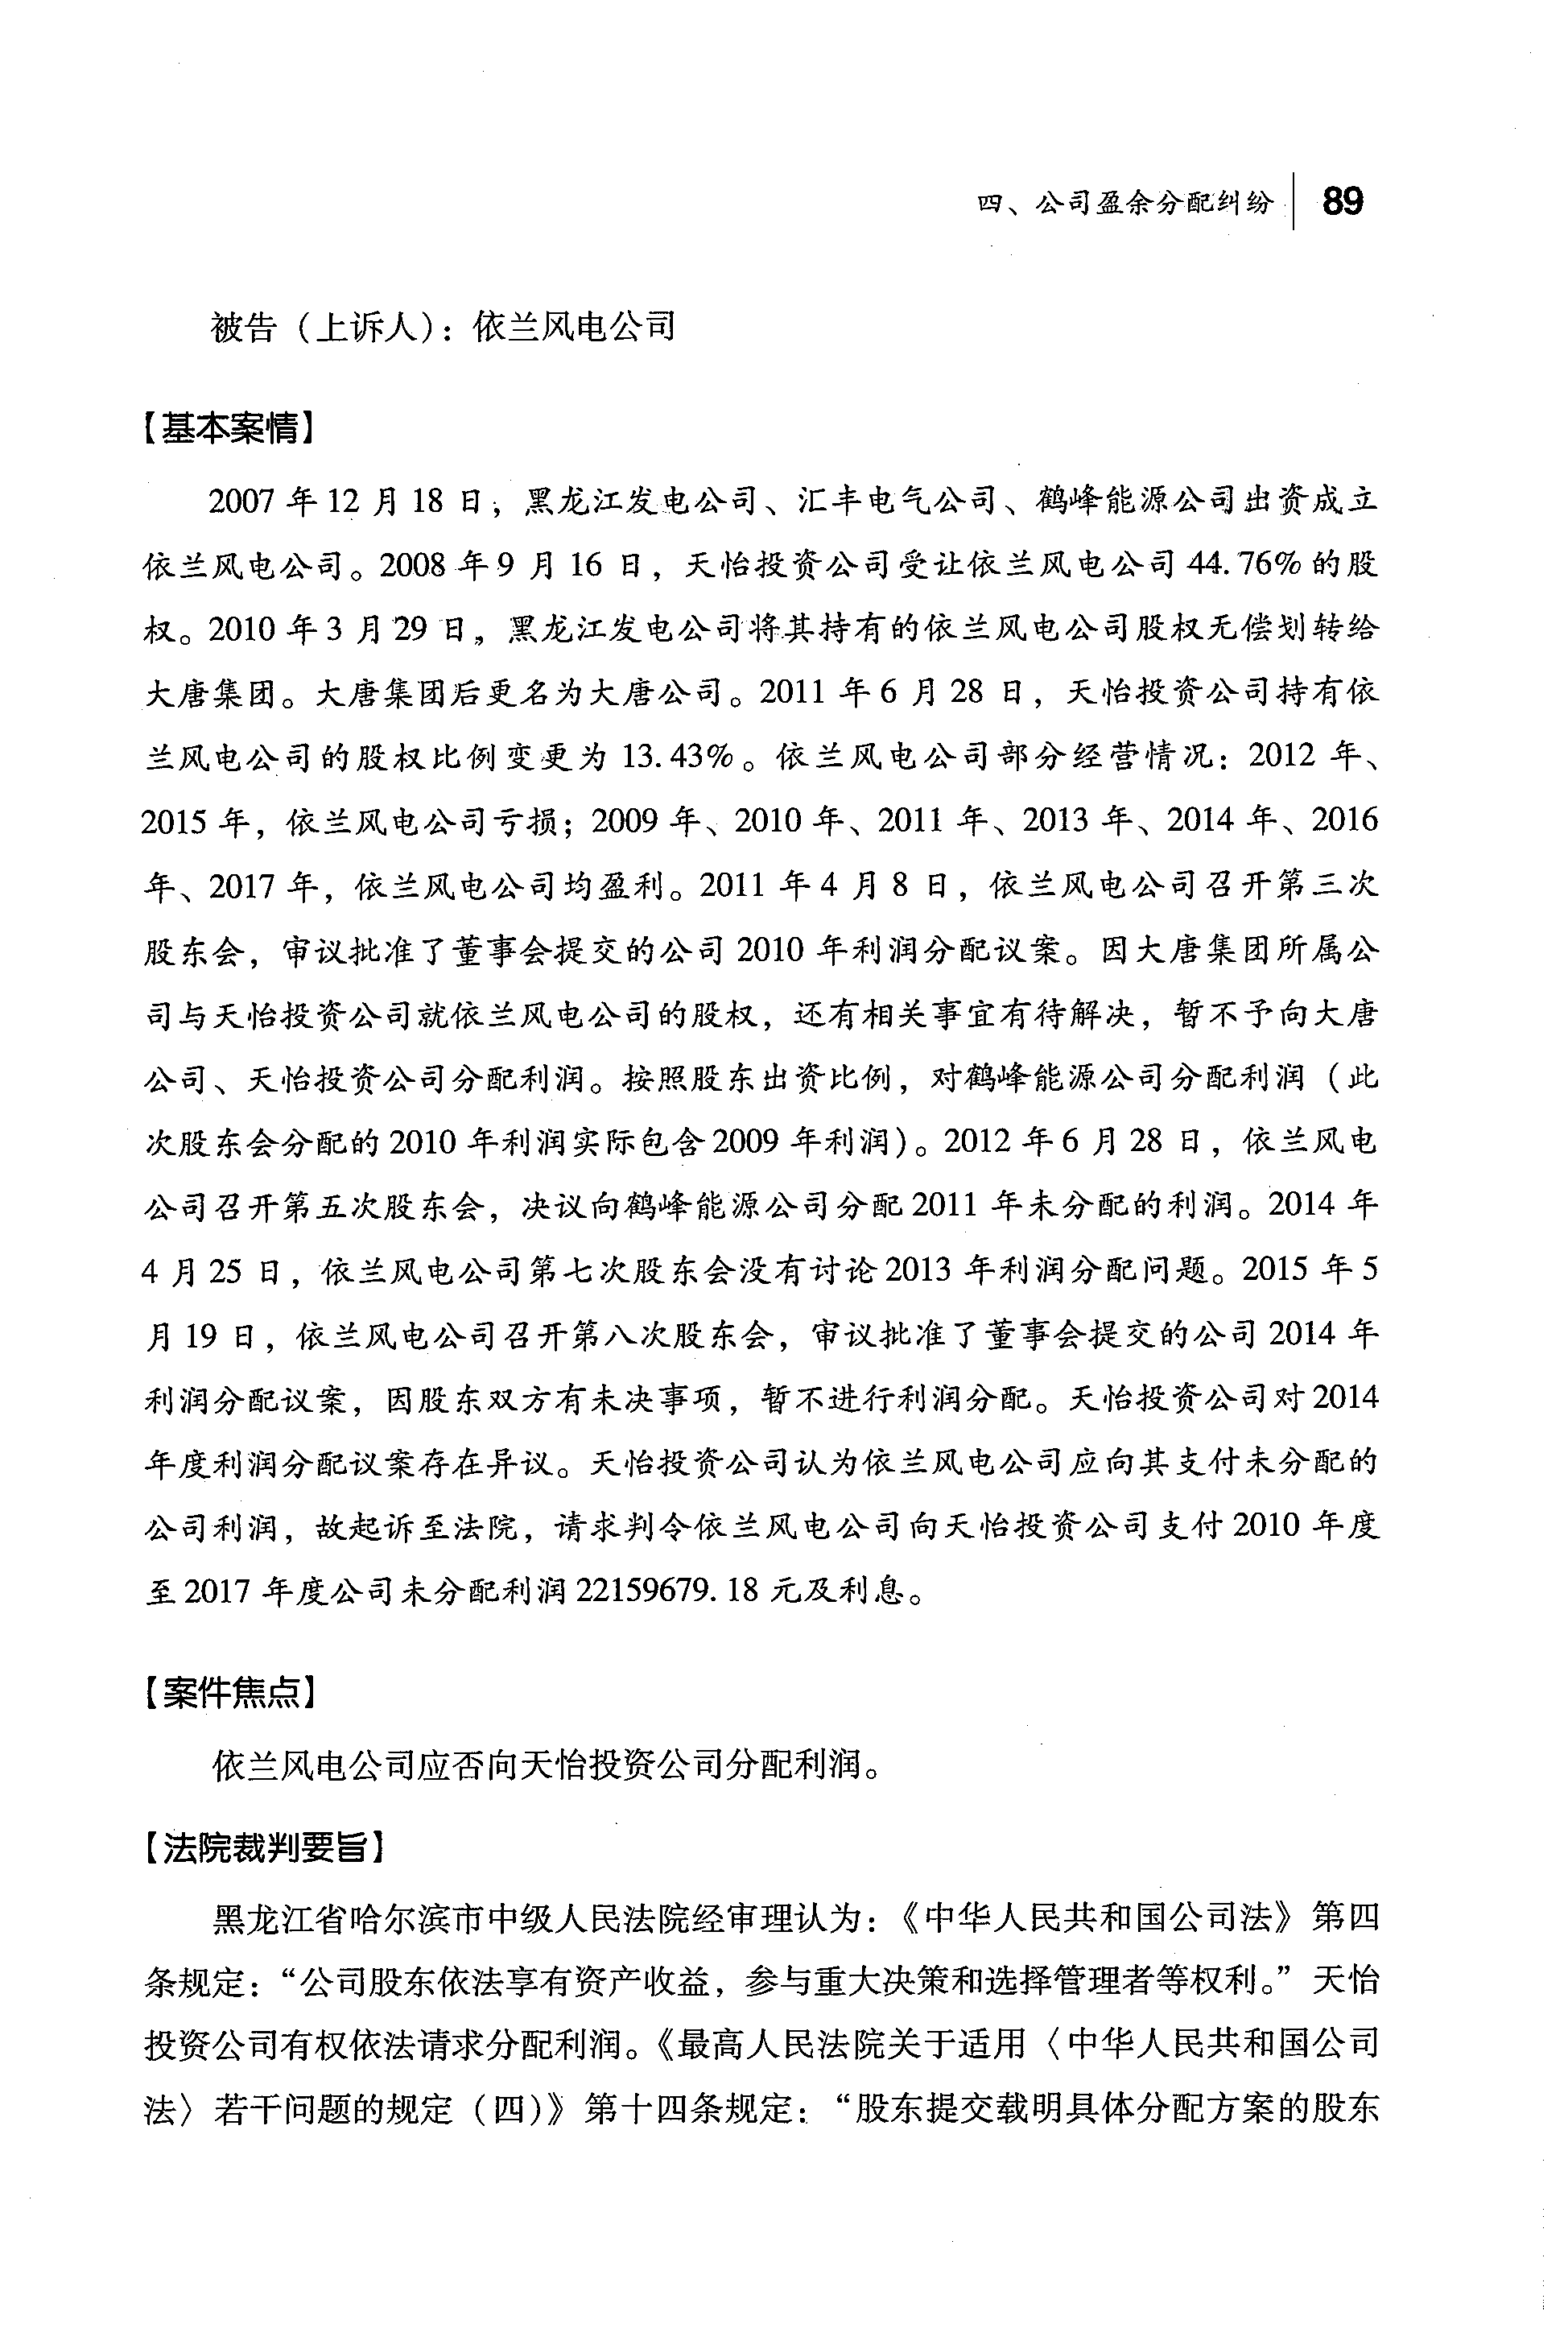 四、公司盈余分配纠纷 89
被告（上诉人）：依兰风电公司
【基本案情】
2007 年 12 月 18 日，黑龙江发电公司、汇丰电气公司、鹤峰能源公司出资成立
依兰风电公司。2008 年 9 月 16 日，天怡投资公司受让依兰风电公司 44.76% 的股
权。2010 年 3 月 29 日，黑龙江发电公司将其持有的依兰风电公司股权无偿划转给
大唐集团。大唐集团后更名为大唐公司。2011 年 6 月 28 日，天怡投资公司持有依
兰风电公司的股权比例变更为 13.43%。依兰风电公司部分经营情况：2012 年、
2015 年，依兰风电公司亏损；2009 年、2010 年、2011 年、2013 年、2014 年、2016
年、2017 年，依兰风电公司均盈利。2011 年 4 月 8 日，依兰风电公司召开第三次
股东会，审议批准了董事会提交的公司 2010 年利润分配议案。因大唐集团所属公
司与天怡投资公司就依兰风电公司的股权，还有相关事宜有待解决，暂不予向大唐
公司、天怡投资公司分配利润。按照股东出资比例，对鹤峰能源公司分配利润（此
次股东会分配的 2010 年利润实际包含 2009 年利润）。2012 年 6 月 28 日，依兰风电
公司召开第五次股东会，决议向鹤峰能源公司分配 2011 年未分配的利润。2014 年
4 月 25 日，依兰风电公司第七次股东会没有讨论 2013 年利润分配问题。2015 年 5
月 19 日，依兰风电公司召开第八次股东会，审议批准了董事会提交的公司 2014 年
利润分配议案，因股东双方有未决事项，暂不进行利润分配。天怡投资公司对 2014
年度利润分配议案存在异议。天怡投资公司认为依兰风电公司应向其支付未分配的
公司利润，故起诉至法院，请求判令依兰风电公司向天怡投资公司支付 2010 年度
至 2017 年度公司未分配利润 22159679.18 元及利息。
【案件焦点】
依兰风电公司应否向天怡投资公司分配利润。
【法院裁判要旨】
黑龙江省哈尔滨市中级人民法院经审理认为：《中华人民共和国公司法》第四
条规定：“公司股东依法享有资产收益，参与重大决策和选择管理者等权利。”天怡
投资公司有权依法请求分配利润。《最高人民法院关于适用〈中华人民共和国公司
法〉若干问题的规定（四）》第十四条规定：“股东提交载明具体分配方案的股东